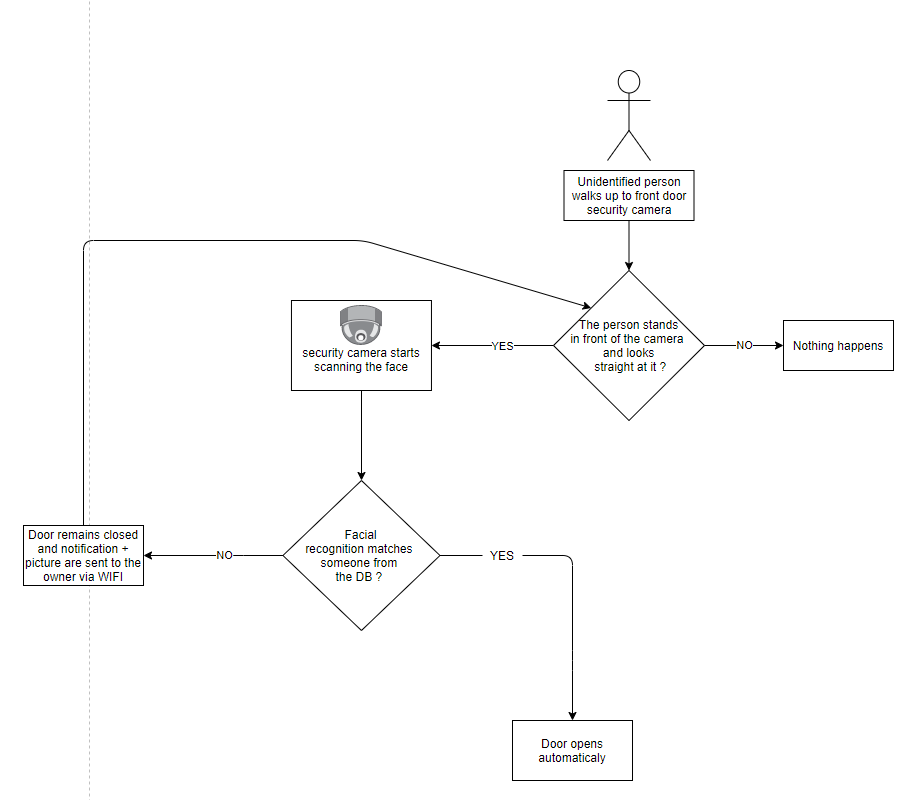 Unidentified person
walks up to front door
security camera
The person stands
in front of the camera
and looks
straight at it ?
YES
NO
Nothing happens
security camera starts
scanning the face
Facial
recognition matches
someone from
the DB ?
NO
YES
Door remains closed
and notification +
picture are sent to the
owner via WIFI
Door opens
automaticaly